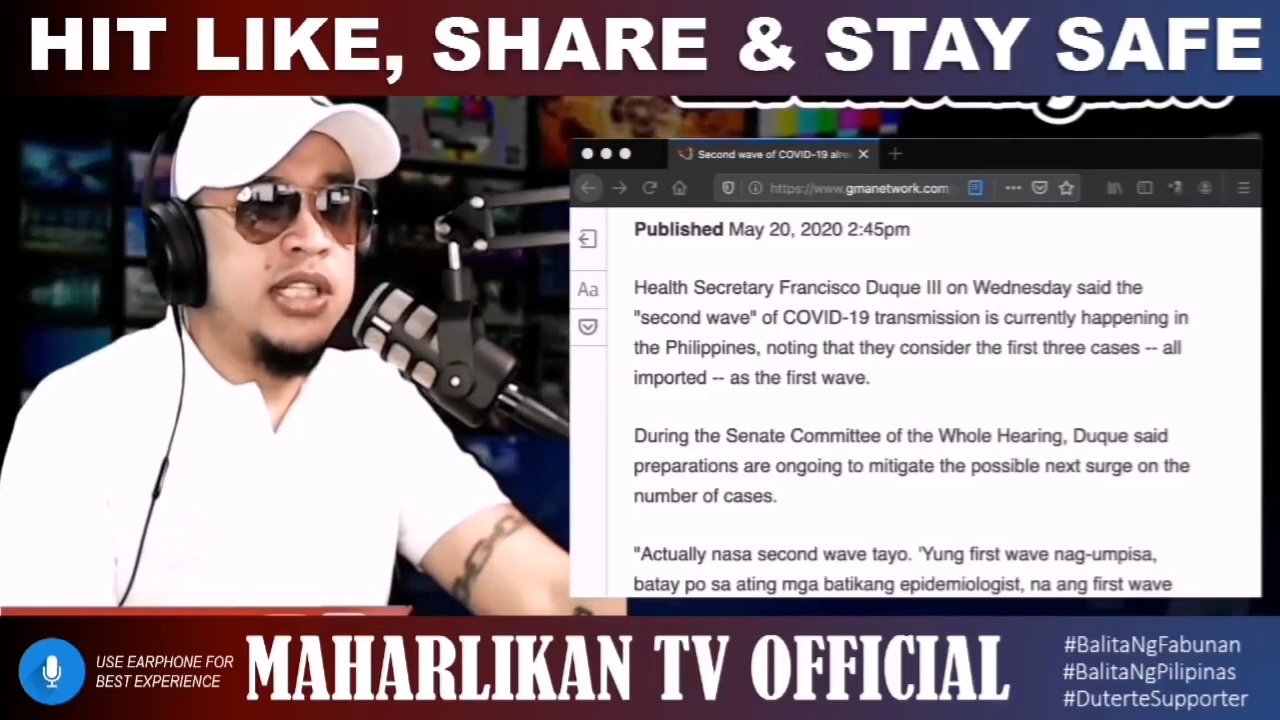 HIT LIKE, SHARE & STAY SAFE
Second wave of COVID-19 alre
https://www.gmanetwork.com
Published May 20, 2020 2:45pm
Aa
Health Secretary Francisco Duque III on Wednesday said the
"second wave" of COVID-19 transmission is currently happening in
the Philippines, noting that they consider the first three cases -- all
imported -- as the first wave.
During the Senate Committee of the Whole Hearing, Duque said
preparations are ongoing to mitigate the possible next surge on the
number of cases.
"Actually nasa second wave tayo. 'Yung first wave nag-umpisa,
batay po sa ating mga batikang epidemiologist, na ang first wave
USE EARPHONE FOR
BEST EXPERIENCE
MAHARLIKAN TV OFFICIAL
#BalitaNgFabunan
#BalitaNgPilipinas
#DuterteSupporter